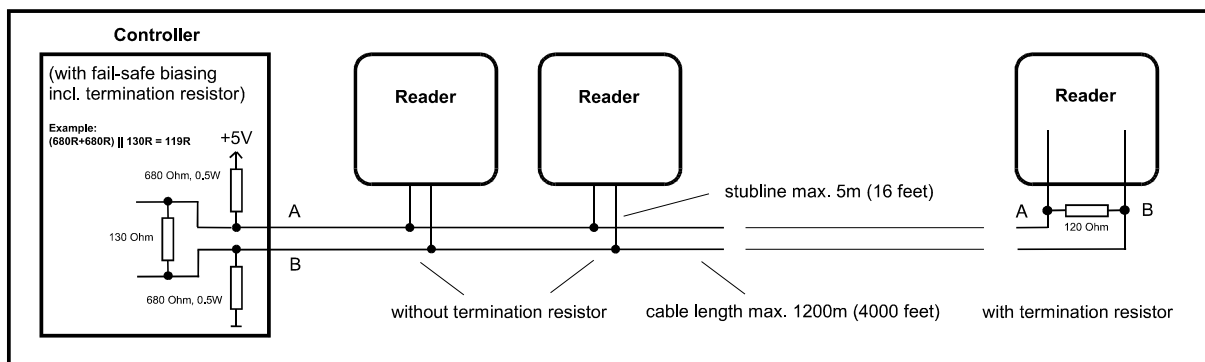 Controller
(with fail-safe biasing
incl. termination resistor)
Example:
(680R+680R) || 130R = 119R
+5V
680 Ohm, 0.5W
130 Ohm
680 Ohm, 0.5W
A
B
Reader
Reader
Reader
stubline max. 5m (16 feet)
A
B
120 Ohm
without termination resistor
cable length max. 1200m (4000 feet)
with termination resistor